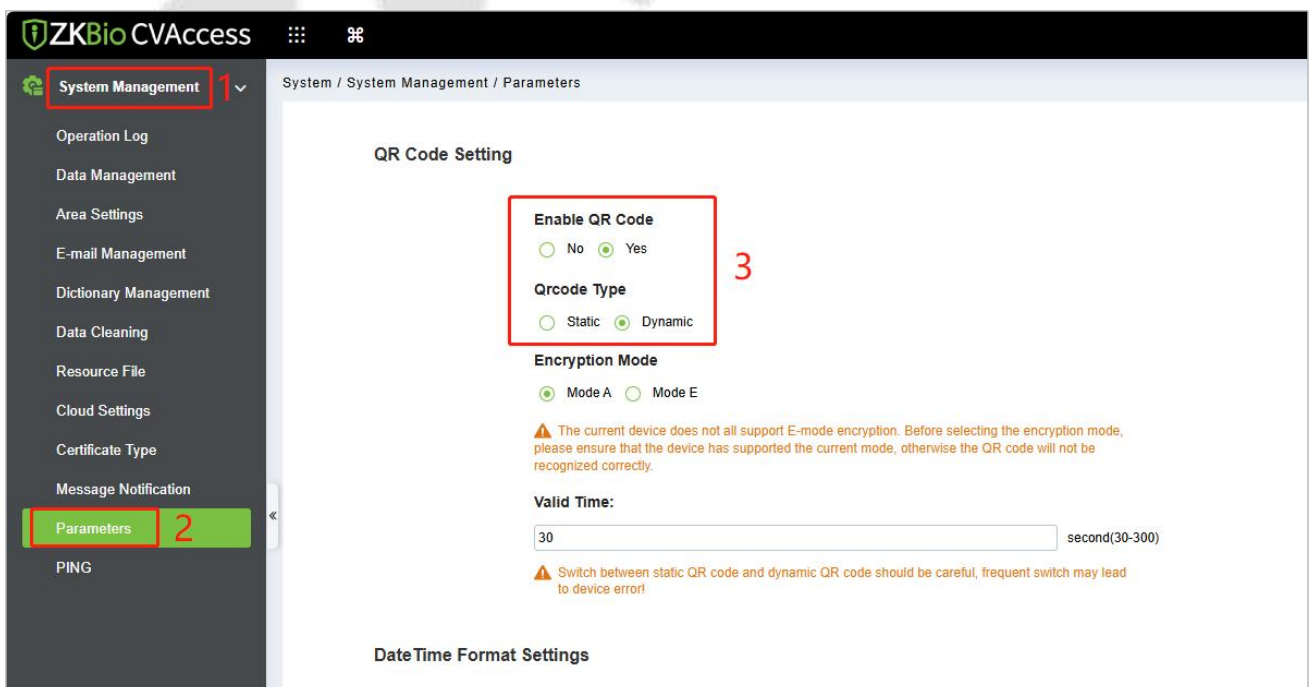 ZKBio CVAccess
System Management 1
System / System Management / Parameters
Operation Log
Data Management
Area Settings
E-mail Management
Dictionary Management
Data Cleaning
Resource File
Cloud Settings
Certificate Type
Message Notification
Parameters 2
PING
QR Code Setting
Enable QR Code
No Yes
3
Qrcode Type
Static Dynamic
Encryption Mode
Mode A Mode E
The current device does not all support E-mode encryption. Before selecting the encryption mode,
please ensure that the device has supported the current mode, otherwise the QR code will not be
recognized correctly.
Valid Time:
30 second(30-300)
Switch between static QR code and dynamic QR code should be careful, frequent switch may lead
to device error!
DateTime Format Settings